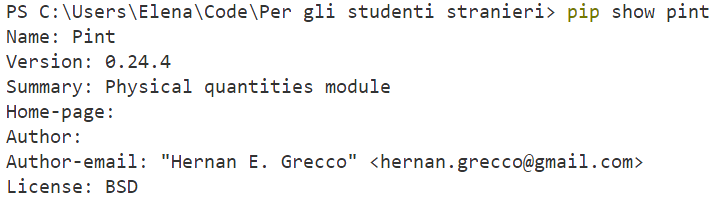 PS C:\Users\Elena\Code\Per gli studenti stranieri> pip show pint
Name: Pint
Version: 0.24.4
Summary: Physical quantities module
Home-page:
Author:
Author-email: "Hernan E. Grecco" <hernan.grecco@gmail.com>
License: BSD